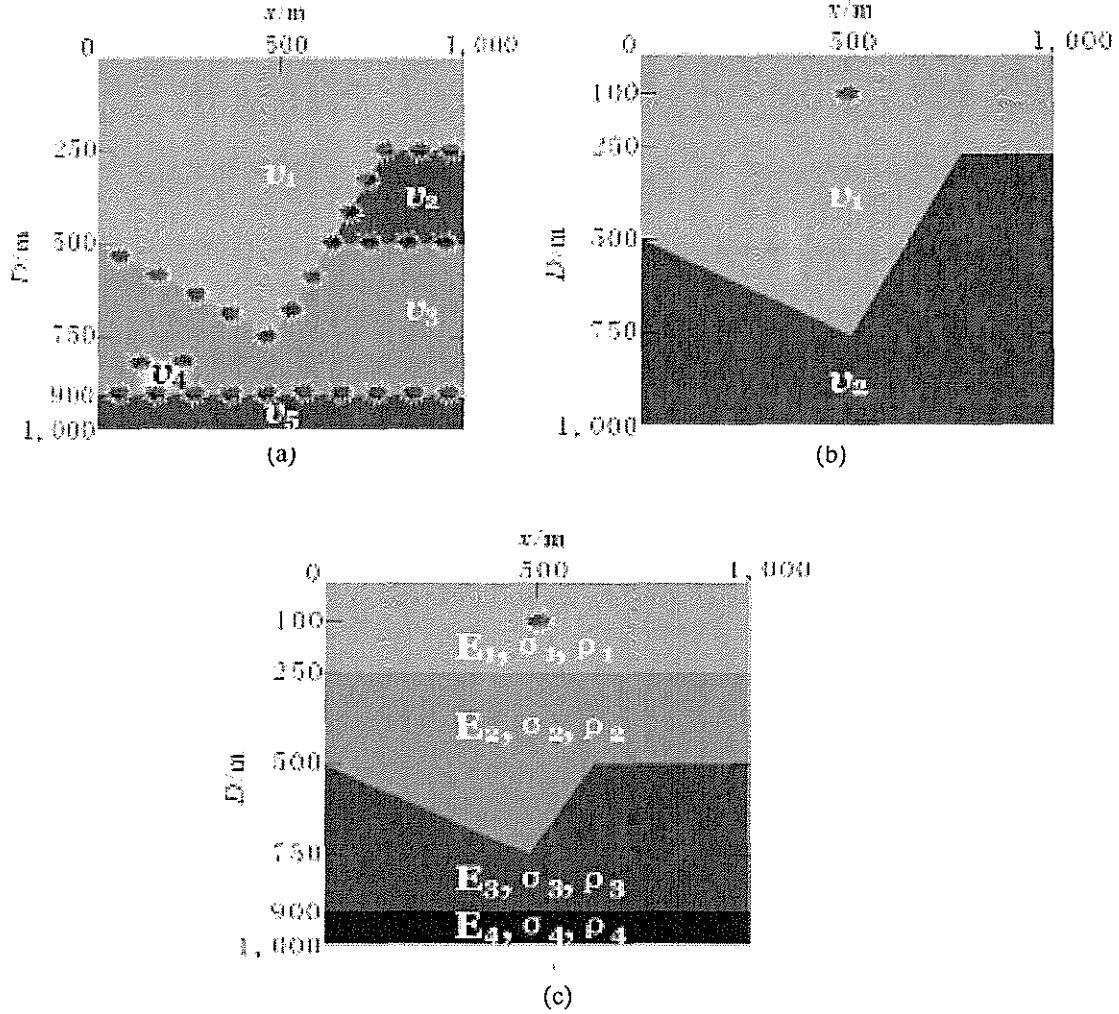 x/m
0 500 1,000
250
500
750
900
1,000
D/m
v₁
v₂
v₃
v₄
v₅
(a)
x/m
0 500 1,000
100
250
500
750
1,000
D/m
v₁
v₂
(b)
x/m
0 500 1,000
100
250
500
750
900
1,000
D/m
E₁, σ₁, ρ₁
E₂, σ₂, ρ₂
E₃, σ₃, ρ₃
E₄, σ₄, ρ₄
(c)